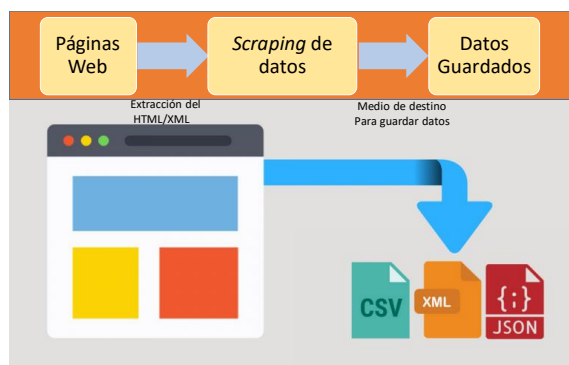 Páginas
Web
Scraping de
datos
Datos
Guardados
Extracción del
HTML/XML
Medio de destino
Para guardar datos
CSV
XML
{;}
JSON